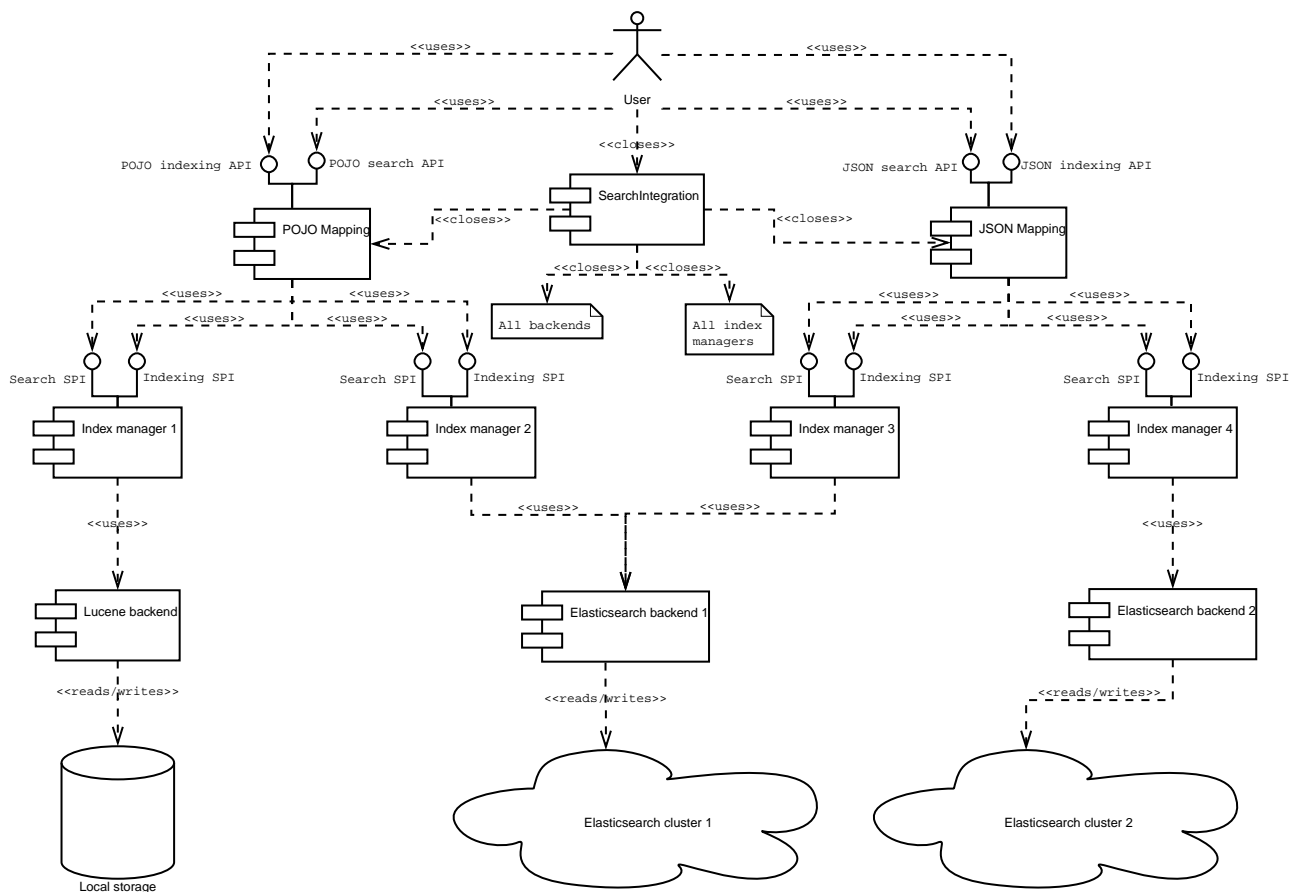 <<uses>>
<<uses>>
User
<<uses>>
<<uses>>
<<closes>>
POJO indexing API
POJO search API
JSON search API
JSON indexing API
SearchIntegration
POJO Mapping
<<closes>>
<<closes>>
JSON Mapping
<<closes>>
<<closes>>
<<uses>>
<<uses>>
<<uses>>
<<uses>>
<<uses>>
<<uses>>
<<uses>>
<<uses>>
All backends
All index
managers
Search SPI
Indexing SPI
Search SPI
Indexing SPI
Search SPI
Indexing SPI
Search SPI
Indexing SPI
Index manager 1
Index manager 2
Index manager 3
Index manager 4
<<uses>>
<<uses>>
<<uses>>
<<uses>>
Lucene backend
Elasticsearch backend 1
Elasticsearch backend 2
<<reads/writes>>
<<reads/writes>>
<<reads/writes>>
Elasticsearch cluster 1
Elasticsearch cluster 2
Local storage